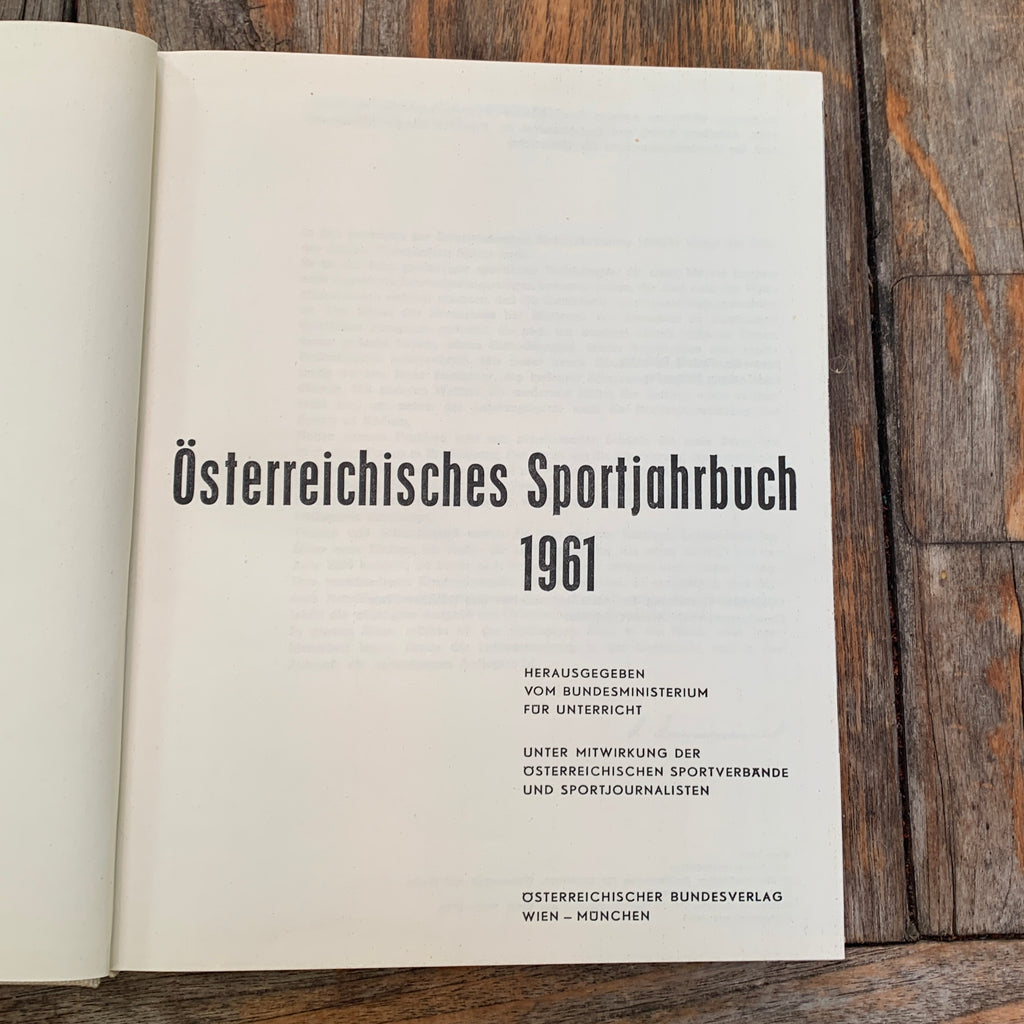 Österreichisches Sportjahrbuch
1961
HERAUSGEGEBEN
VOM BUNDESMINISTERIUM
FÜR UNTERRICHT
UNTER MITWIRKUNG DER
ÖSTERREICHISCHEN SPORTVERBÄNDE
UND SPORTJOURNALISTEN
ÖSTERREICHISCHER BUNDESVERLAG
WIEN – MÜNCHEN